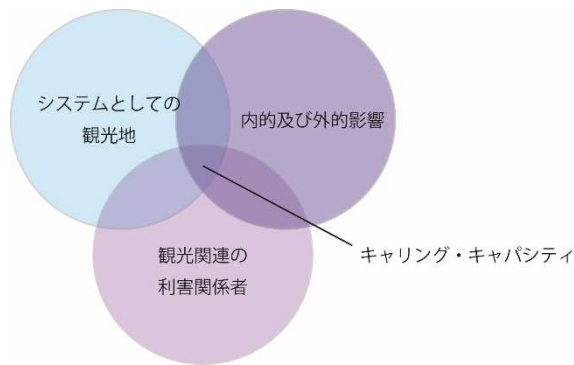 システムとしての
観光地
内的及び外的影響
観光関連の
利害関係者
キャリング・キャパシティ